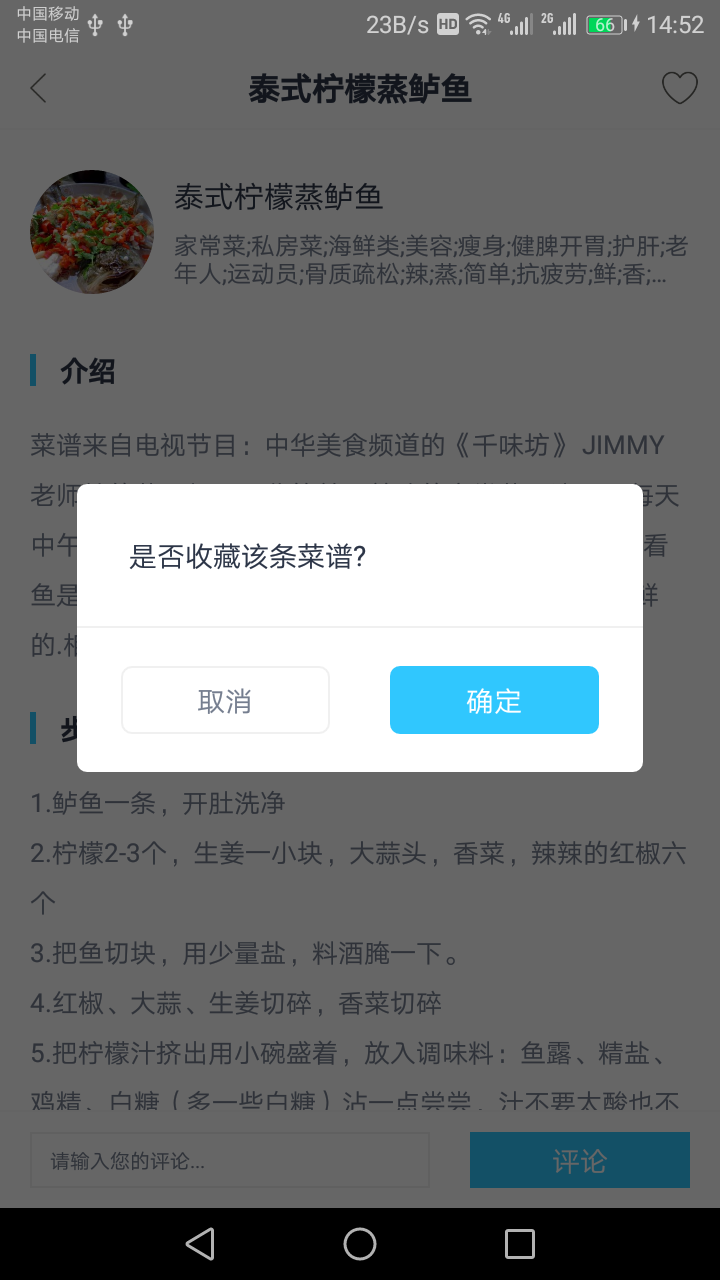 中国移动
中国电信
23B/s HD 4G 2G 66 14:52
泰式柠檬蒸鲈鱼
泰式柠檬蒸鲈鱼
家常菜;私房菜;海鲜类;美容;瘦身;健脾开胃;护肝;老
年人;运动员;骨质疏松;辣;蒸;简单;抗疲劳;鲜;香;...
介绍
菜谱来自电视节目：中华美食频道的《千味坊》JIMMY
老师 每天
中午 看
鱼是 鲜
的.
是否收藏该条菜谱?
取消 确定
步
1.鲈鱼一条，开肚洗净
2.柠檬2-3个，生姜一小块，大蒜头，香菜，辣辣的红椒六
个
3.把鱼切块，用少量盐，料酒腌一下。
4.红椒、大蒜、生姜切碎，香菜切碎
5.把柠檬汁挤出用小碗盛着，放入调味料：鱼露、精盐、
鸡精、白糖（多一些白糖）沾一点尝尝，汁不要太酸也不
请输入您的评论... 评论